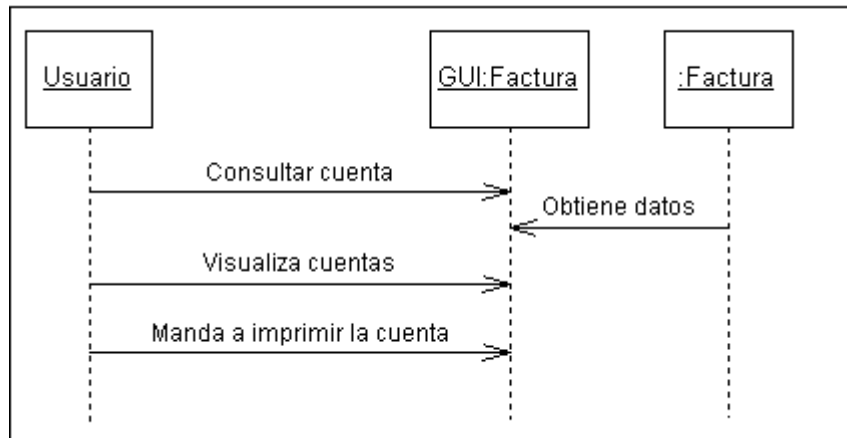 Usuario
GUI:Factura
:Factura
Consultar cuenta
Obtiene datos
Visualiza cuentas
Manda a imprimir la cuenta